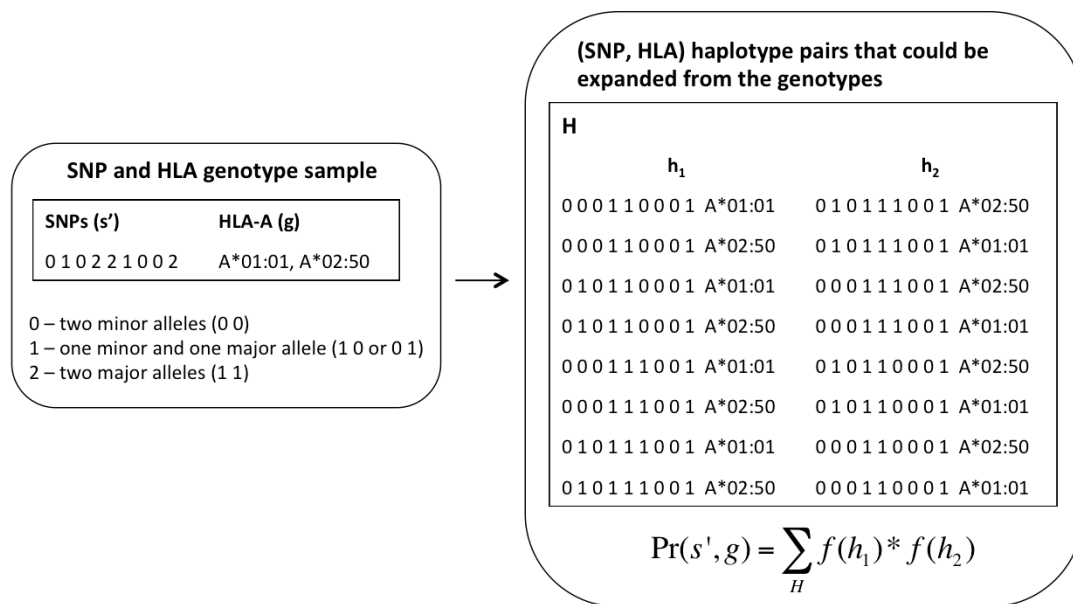 SNP and HLA genotype sample
SNPs (s’) HLA-A (g)
0 1 0 2 2 1 0 0 2 A*01:01, A*02:50
0 – two minor alleles (0 0)
1 – one minor and one major allele (1 0 or 0 1)
2 – two major alleles (1 1)
(SNP, HLA) haplotype pairs that could be
expanded from the genotypes
H
h₁ h₂
0 0 0 1 1 0 0 0 1 A*01:01 0 1 0 1 1 1 0 0 1 A*02:50
0 0 0 1 1 0 0 0 1 A*02:50 0 1 0 1 1 1 0 0 1 A*01:01
0 1 0 1 1 0 0 0 1 A*01:01 0 0 0 1 1 1 0 0 1 A*02:50
0 1 0 1 1 0 0 0 1 A*02:50 0 0 0 1 1 1 0 0 1 A*01:01
0 0 0 1 1 1 0 0 1 A*01:01 0 1 0 1 1 0 0 0 1 A*02:50
0 0 0 1 1 1 0 0 1 A*02:50 0 1 0 1 1 0 0 0 1 A*01:01
0 1 0 1 1 1 0 0 1 A*01:01 0 0 0 1 1 0 0 0 1 A*02:50
0 1 0 1 1 1 0 0 1 A*02:50 0 0 0 1 1 0 0 0 1 A*01:01
Pr(s',g) = ∑ f(h₁)* f(h₂)
H